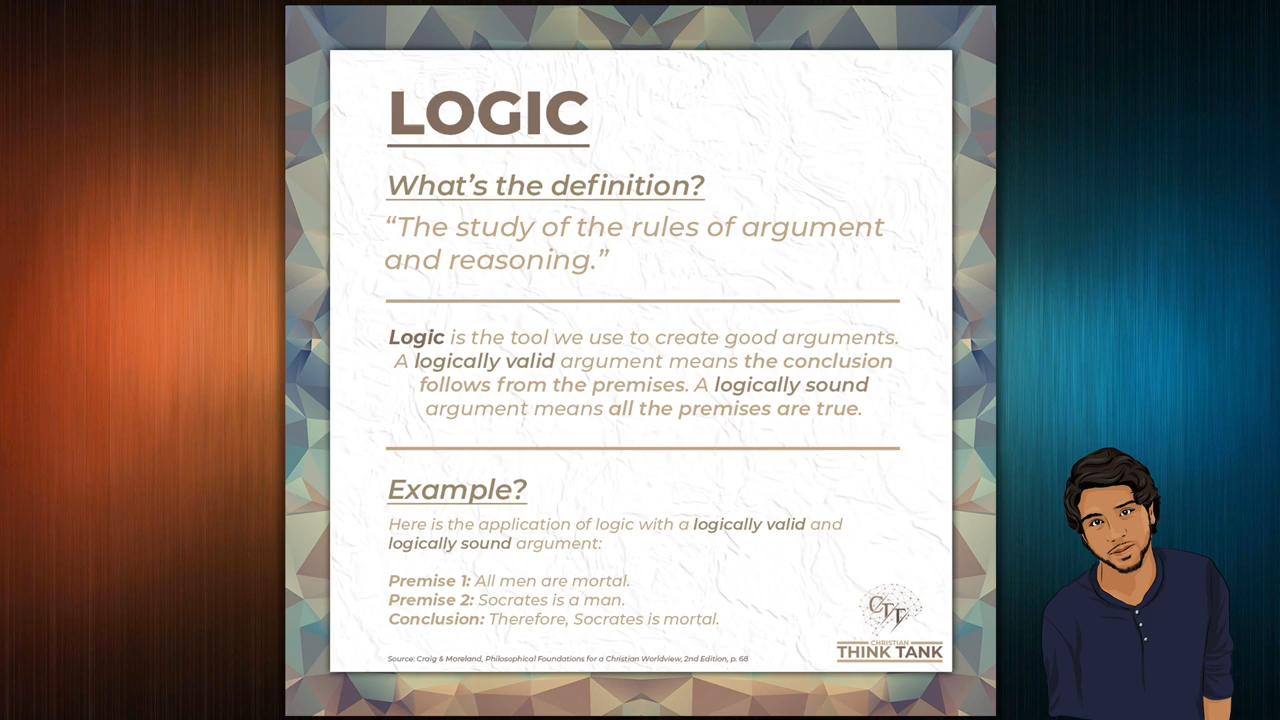 LOGIC
What’s the definition?
“The study of the rules of argument
and reasoning.”
Logic is the tool we use to create good arguments.
A logically valid argument means the conclusion
follows from the premises. A logically sound
argument means all the premises are true.
Example?
Here is the application of logic with a logically valid and
logically sound argument:
Premise 1: All men are mortal.
Premise 2: Socrates is a man.
Conclusion: Therefore, Socrates is mortal.
CTT
CHRISTIAN
THINK TANK
Source: Craig & Moreland, Philosophical Foundations for a Christian Worldview, 2nd Edition, p. 68